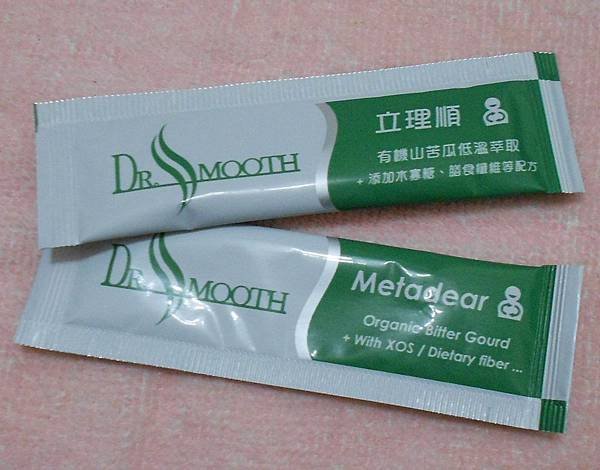 DR. SMOOTH
立理順
有機山苦瓜低溫萃取
+ 添加木寡糖、膳食纖維等配方
DR. SMOOTH
Metadear
Organic Bitter Gourd
+ With XOS / Dietary fiber ...